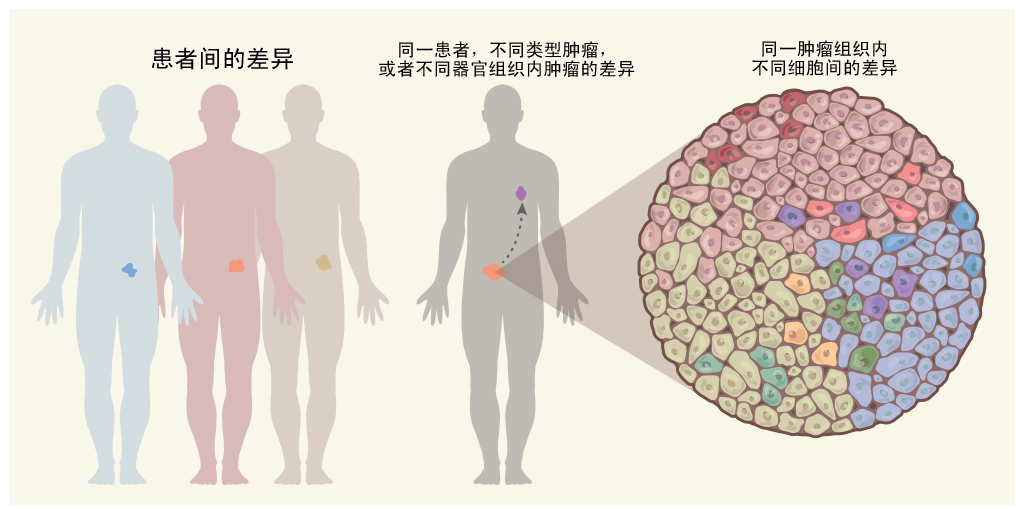 患者间的差异
同一患者，不同类型肿瘤，
或者不同器官组织内肿瘤的差异
同一肿瘤组织内
不同细胞间的差异